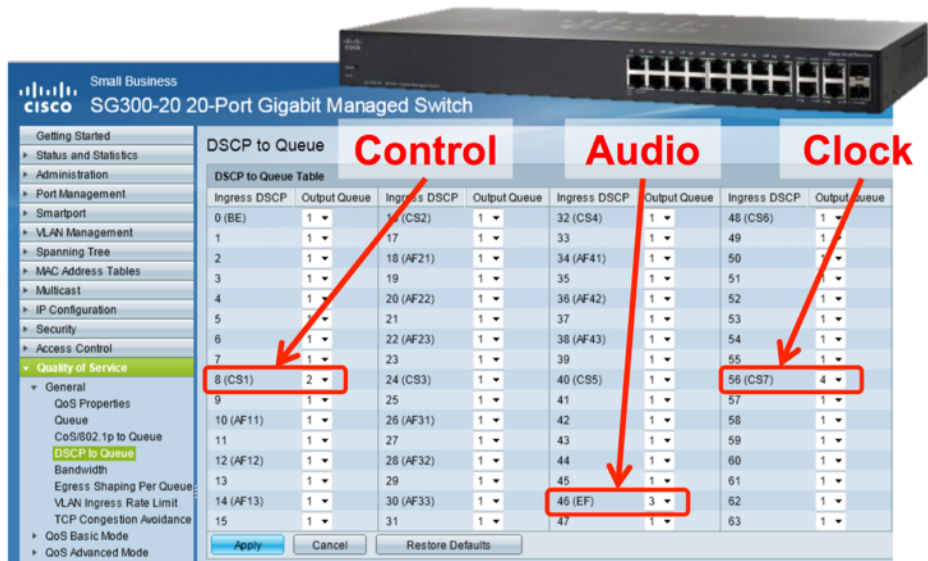 Small Business
CISCO SG300-20 20-Port Gigabit Managed Switch
Getting Started
Status and Statistics
Administration
Port Management
Smartport
VLAN Management
Spanning Tree
MAC Address Tables
Multicast
IP Configuration
Security
Access Control
Quality of Service
General
QoS Properties
Queue
CoS/802.1p to Queue
DSCP to Queue
Bandwidth
Egress Shaping Per Queue
VLAN Ingress Rate Limit
TCP Congestion Avoidance
QoS Basic Mode
QoS Advanced Mode
DSCP to Queue
Control Audio Clock
DSCP to Queue Table
Ingress DSCP Output Queue Ingress DSCP Output Queue Ingress DSCP Output Queue Ingress DSCP Output Queue
0 (BE) 1 (CS2) 1 32 (CS4) 1 48 (CS6) 1
1 1 17 1 33 1 49 1
2 1 18 (AF21) 1 34 (AF41) 1 50 1
3 1 19 1 35 1 51 1
4 1 20 (AF22) 1 36 (AF42) 1 52 1
5 1 21 1 37 1 53 1
6 1 22 (AF23) 1 38 (AF43) 1 54 1
7 1 23 1 39 1 55 1
8 (CS1) 2 24 (CS3) 1 40 (CS5) 1 56 (CS7) 4
9 1 25 1 41 1 57 1
10 (AF11) 1 26 (AF31) 1 42 1 58 1
11 1 27 1 43 1 59 1
12 (AF12) 1 28 (AF32) 1 44 1 60 1
13 1 29 1 45 1 61 1
14 (AF13) 1 30 (AF33) 1 46 (EF) 3 62 1
15 1 31 1 47 1 63 1
Apply Cancel Restore Defaults